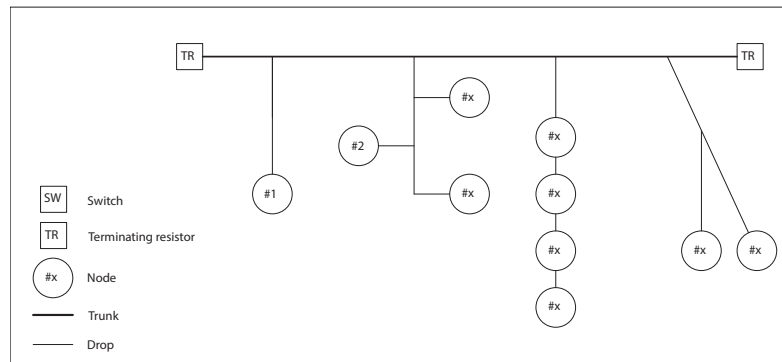 TR
TR
#x
#x
#2
#x
#1
#x
#x
#x
#x
#x
#x
SW Switch
TR Terminating resistor
#x Node
Trunk
Drop